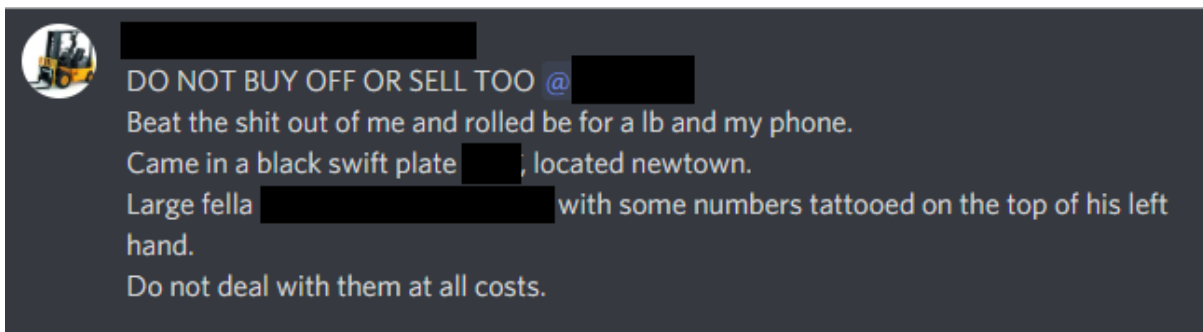 DO NOT BUY OFF OR SELL TOO @
Beat the shit out of me and rolled be for a lb and my phone.
Came in a black swift plate , located newtown.
Large fella with some numbers tattooed on the top of his left
hand.
Do not deal with them at all costs.